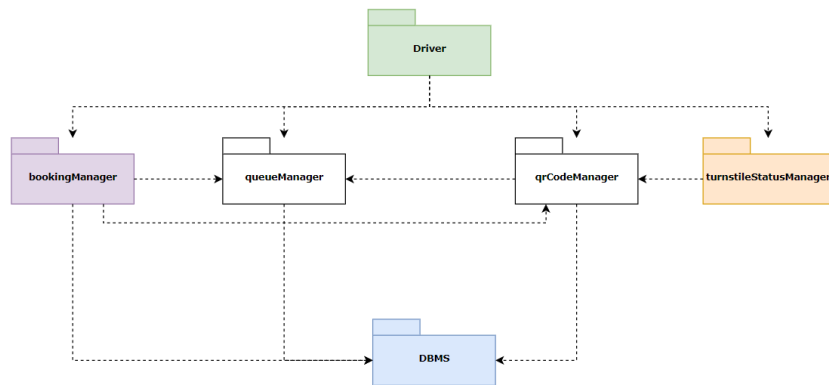 Driver
bookingManager
queueManager
qrCodeManager
turnstileStatusManager
DBMS